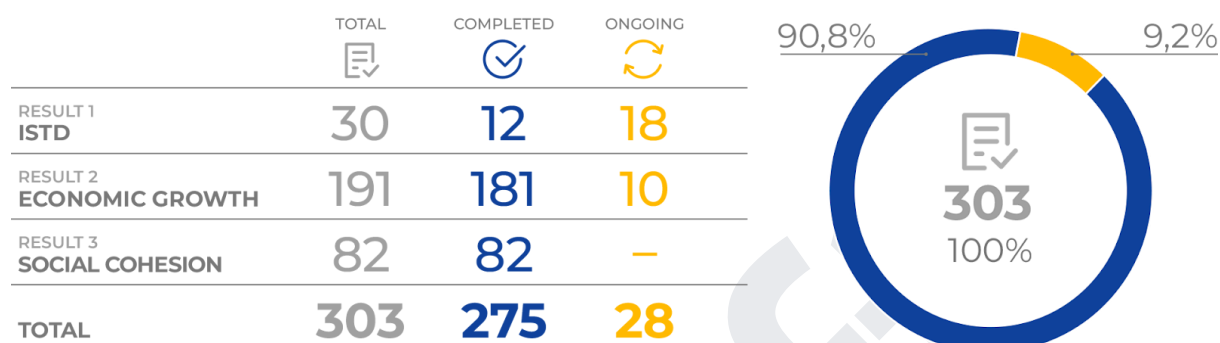 TOTAL COMPLETED ONGOING
RESULT 1
ISTD 30 12 18
RESULT 2
ECONOMIC GROWTH 191 181 10
RESULT 3
SOCIAL COHESION 82 82 –
TOTAL 303 275 28
90,8% 9,2%
303
100%